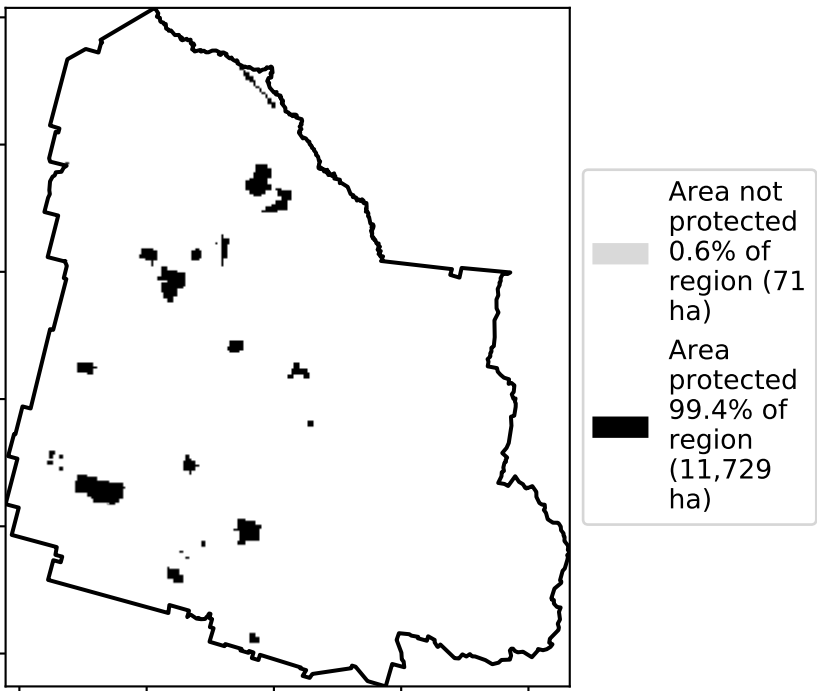 Area not
protected
0.6% of
region (71
ha)
Area
protected
99.4% of
region
(11,729
ha)